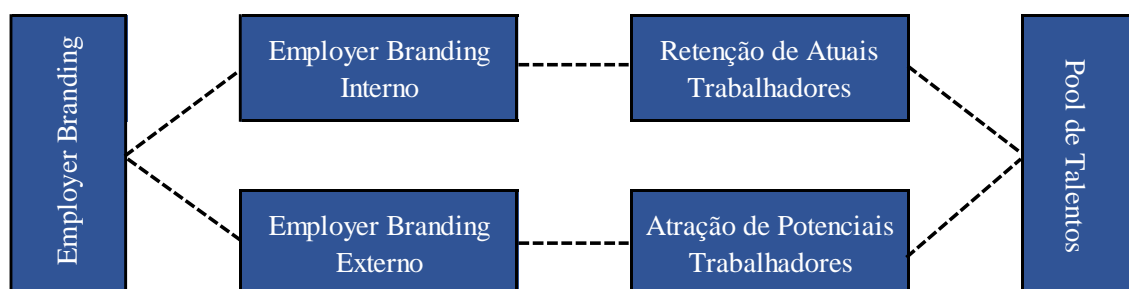 Employer Branding
Employer Branding
Interno
Retenção de Atuais
Trabalhadores
Employer Branding
Externo
Atração de Potenciais
Trabalhadores
Pool de Talentos